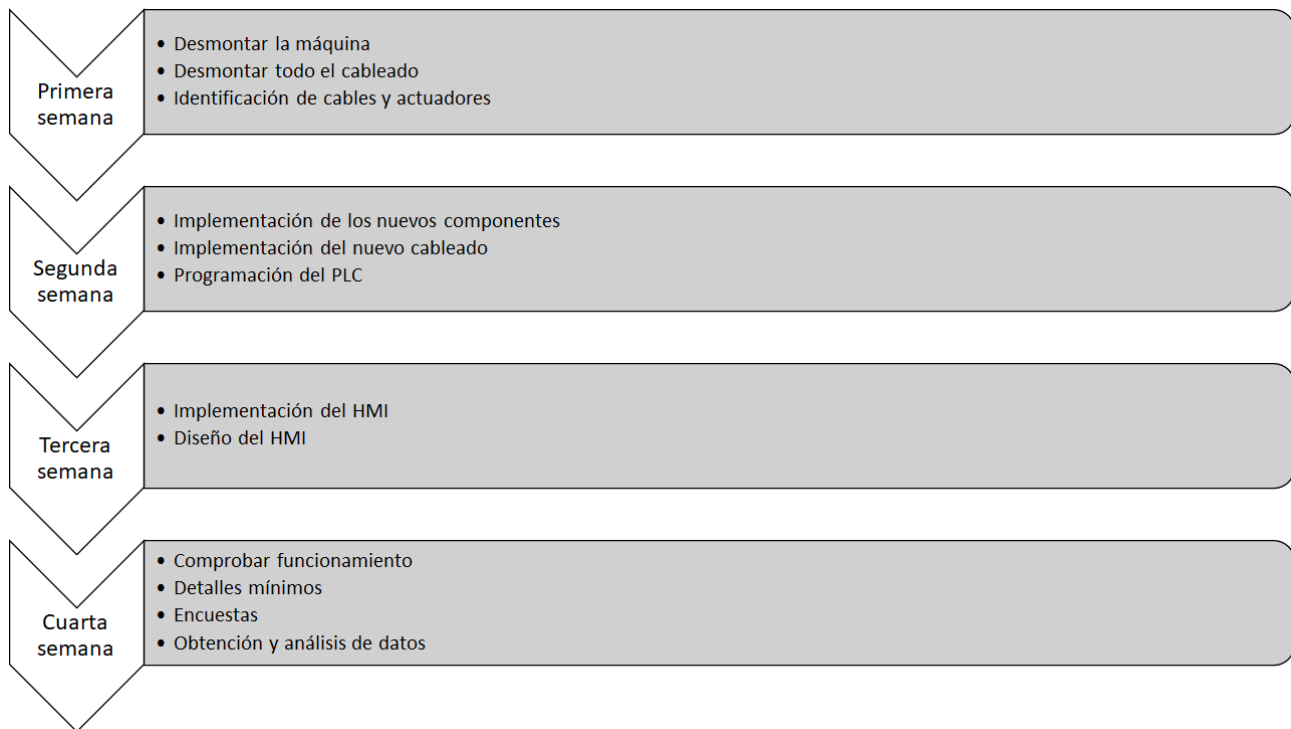 Primera
semana
• Desmontar la máquina
• Desmontar todo el cableado
• Identificación de cables y actuadores
Segunda
semana
• Implementación de los nuevos componentes
• Implementación del nuevo cableado
• Programación del PLC
Tercera
semana
• Implementación del HMI
• Diseño del HMI
Cuarta
semana
• Comprobar funcionamiento
• Detalles mínimos
• Encuestas
• Obtención y análisis de datos